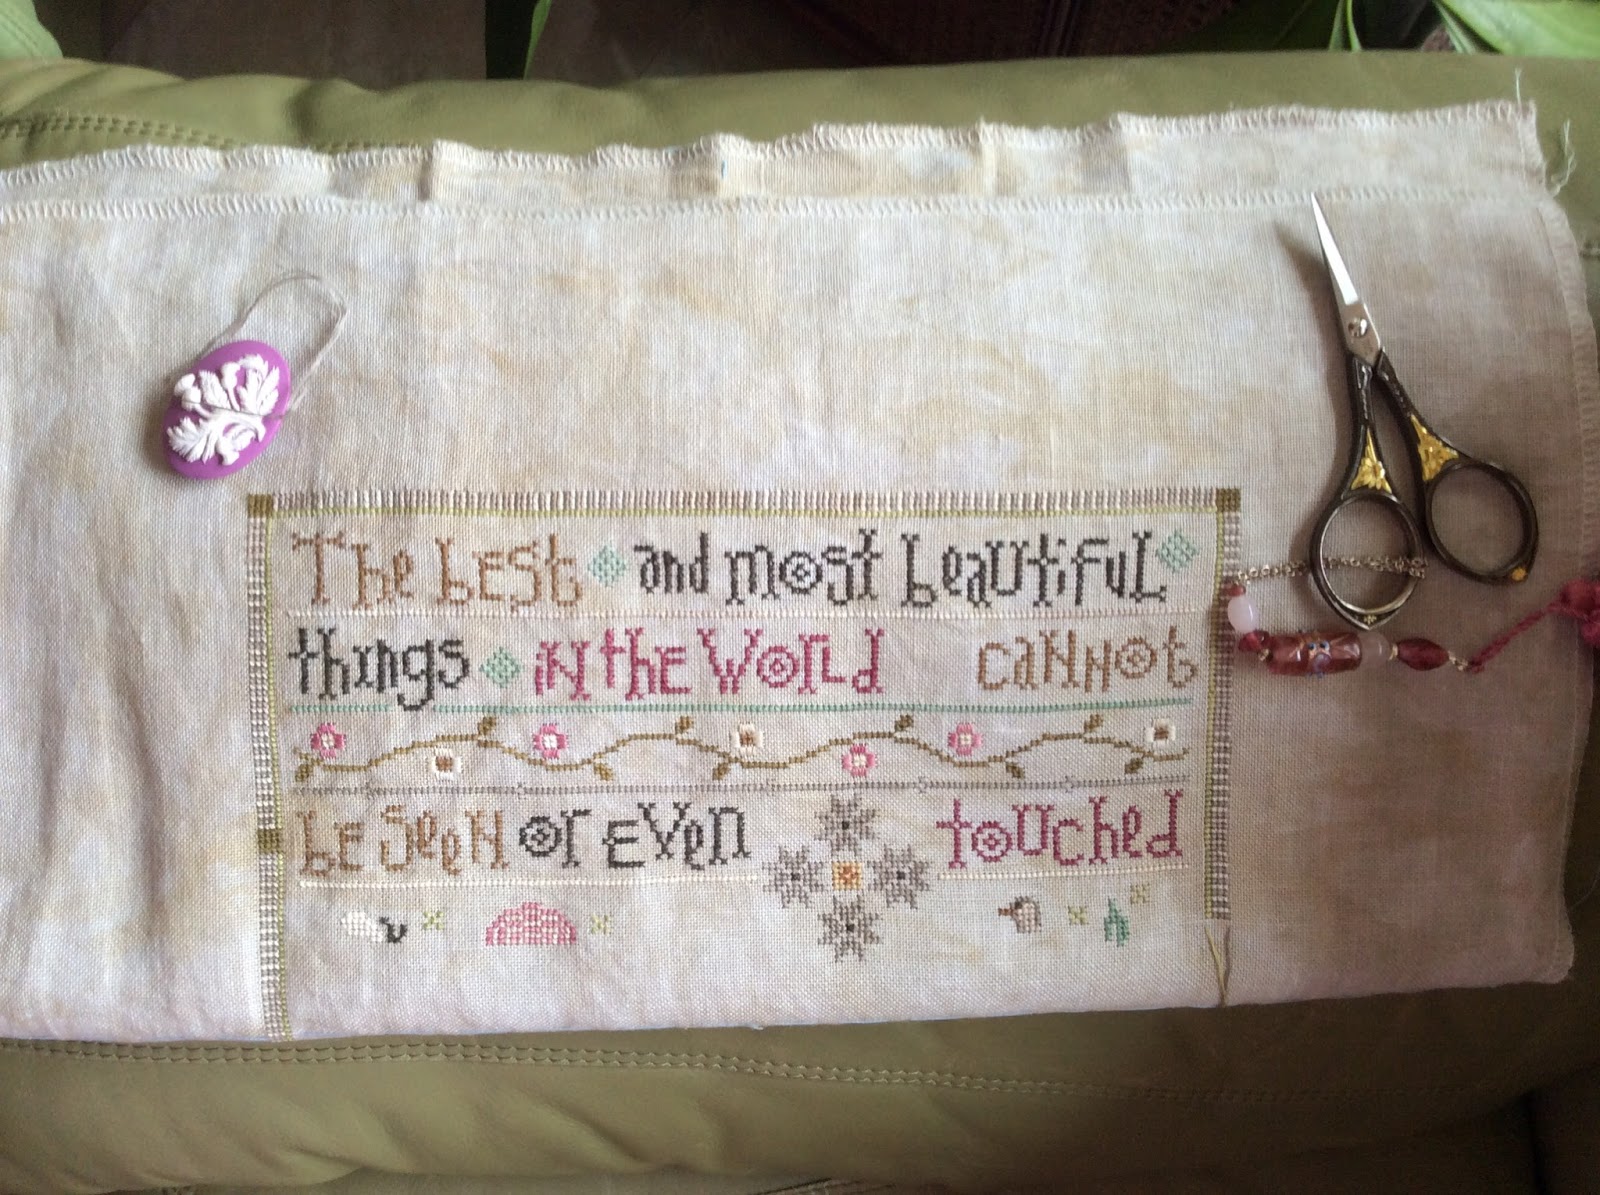 The bEST and most beaUtifuL
things iN thE WorLd caNNot
bE SeeN or EVen touched